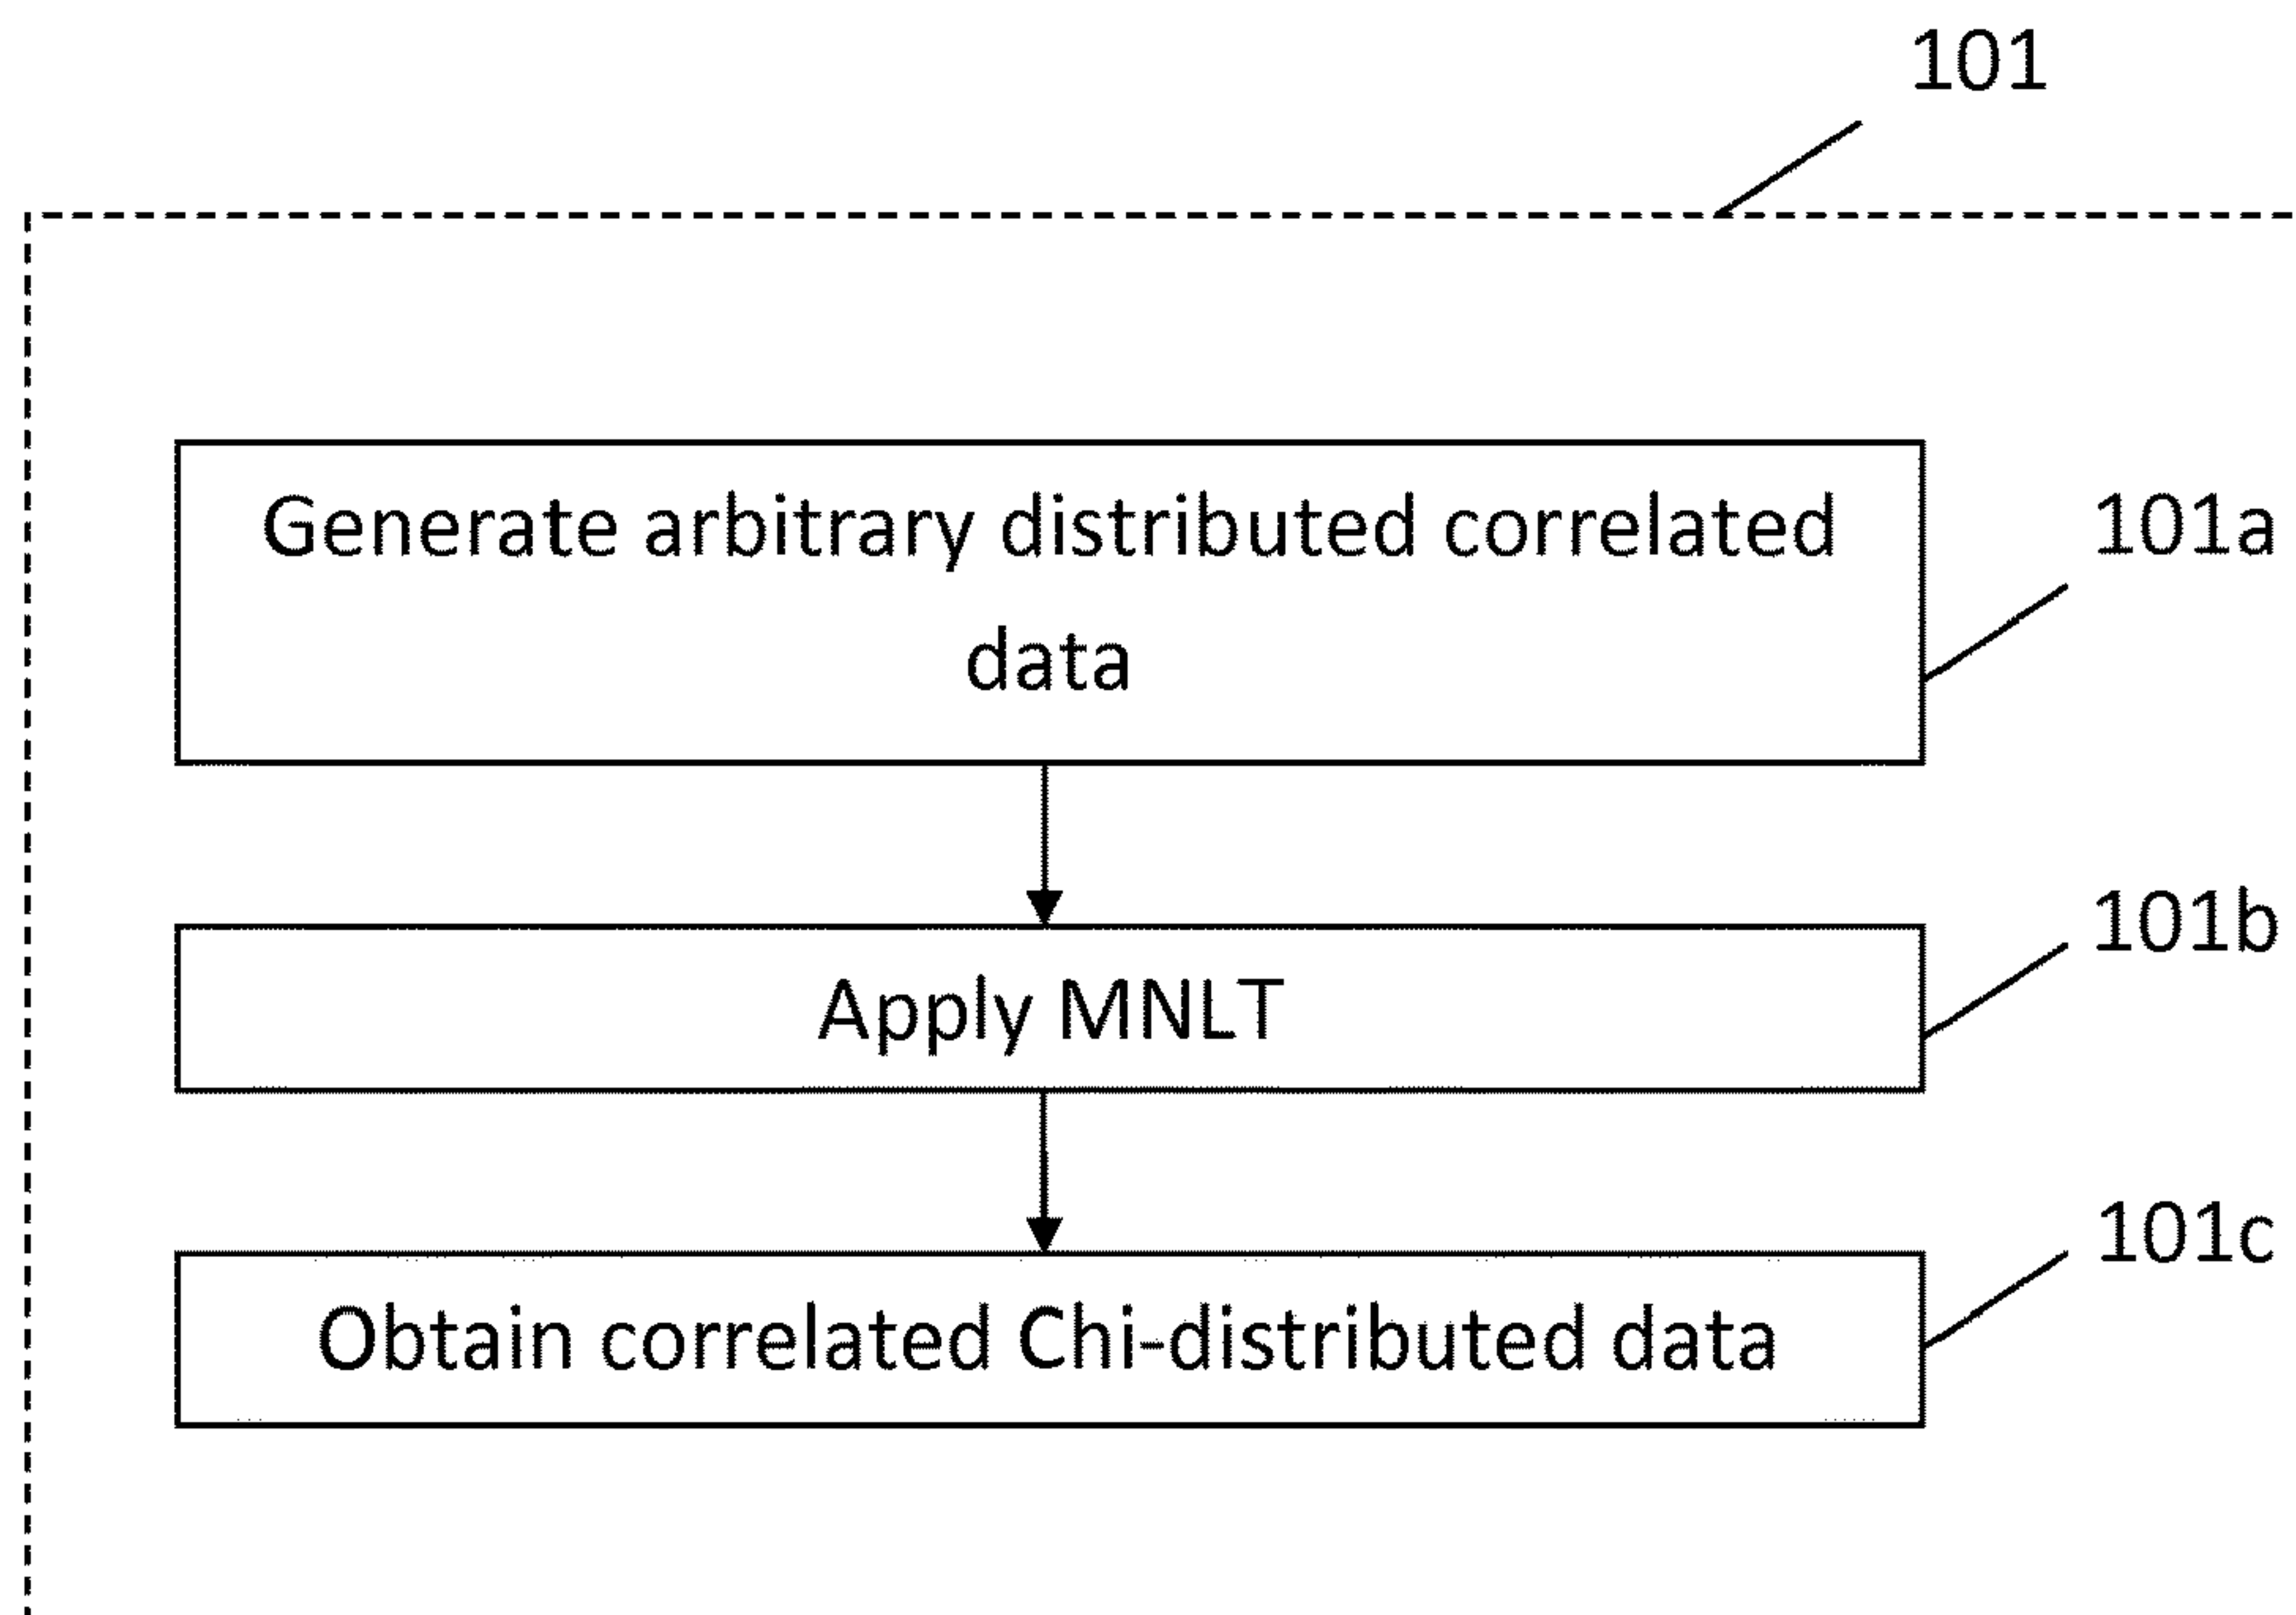 101
Generate arbitrary distributed correlated
data
101a
Apply MNLT
101b
Obtain correlated Chi-distributed data
101c